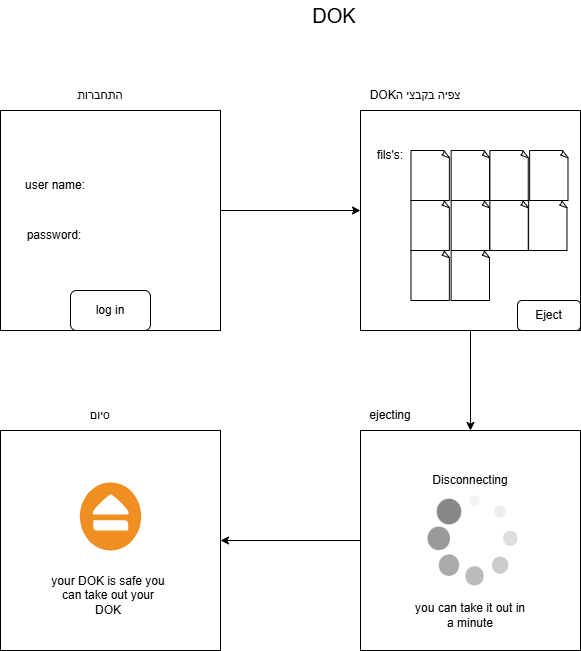 DOK
התחברות
צפיה בקבצי הDOK
user name:
password:
log in
fils's:
Eject
סיום
ejecting
your DOK is safe you
can take out your
DOK
Disconnecting
you can take it out in
a minute